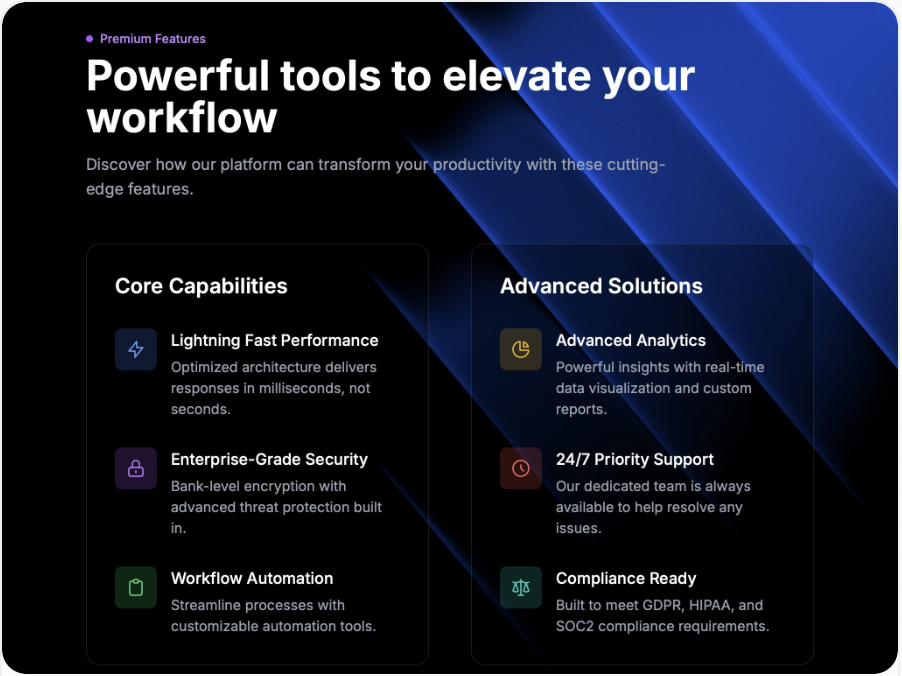 Premium Features
Powerful tools to elevate your
workflow
Discover how our platform can transform your productivity with these cutting-
edge features.
Core Capabilities
Lightning Fast Performance
Optimized architecture delivers
responses in milliseconds, not
seconds.
Enterprise-Grade Security
Bank-level encryption with
advanced threat protection built
in.
Workflow Automation
Streamline processes with
customizable automation tools.
Advanced Solutions
Advanced Analytics
Powerful insights with real-time
data visualization and custom
reports.
24/7 Priority Support
Our dedicated team is always
available to help resolve any
issues.
Compliance Ready
Built to meet GDPR, HIPAA, and
SOC2 compliance requirements.